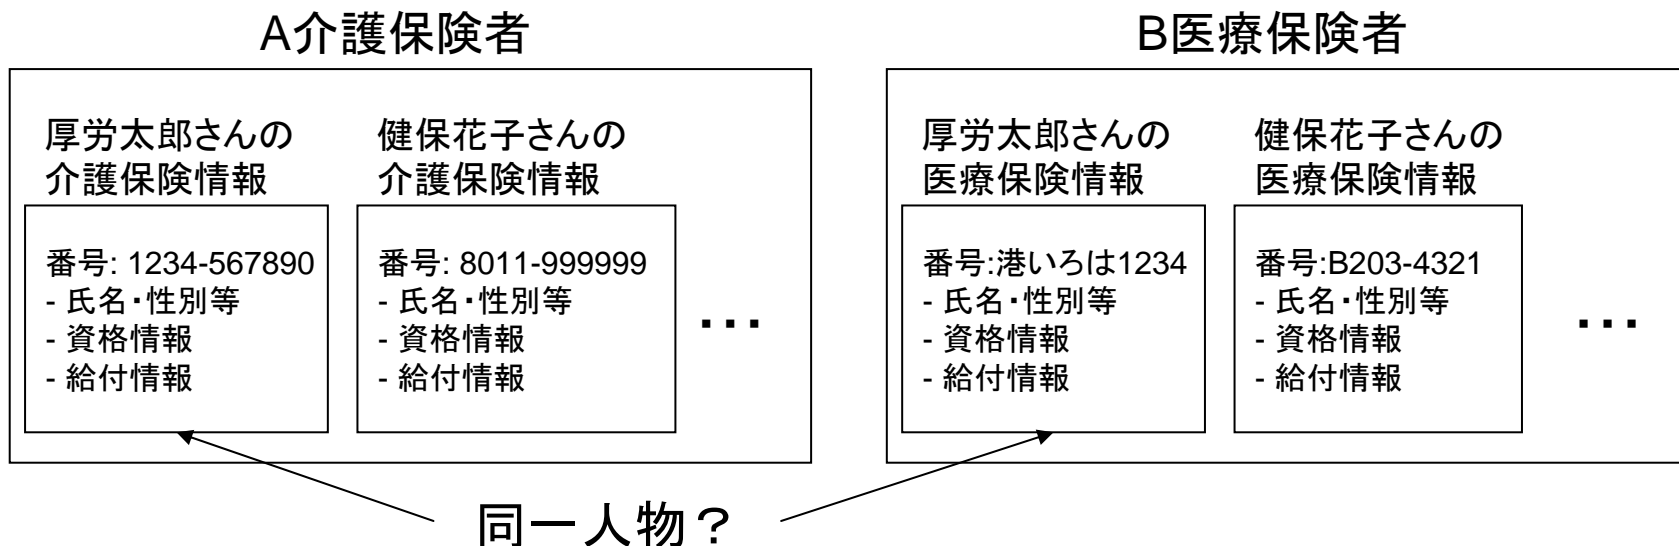 A介護保険者
厚労太郎さんの
介護保険情報
番号: 1234-567890
- 氏名・性別等
- 資格情報
- 給付情報
健保花子さんの
介護保険情報
番号: 8011-999999
- 氏名・性別等
- 資格情報
- 給付情報
...
B医療保険者
厚労太郎さんの
医療保険情報
番号:港いろは1234
- 氏名・性別等
- 資格情報
- 給付情報
健保花子さんの
医療保険情報
番号:B203-4321
- 氏名・性別等
- 資格情報
- 給付情報
...
同一人物？